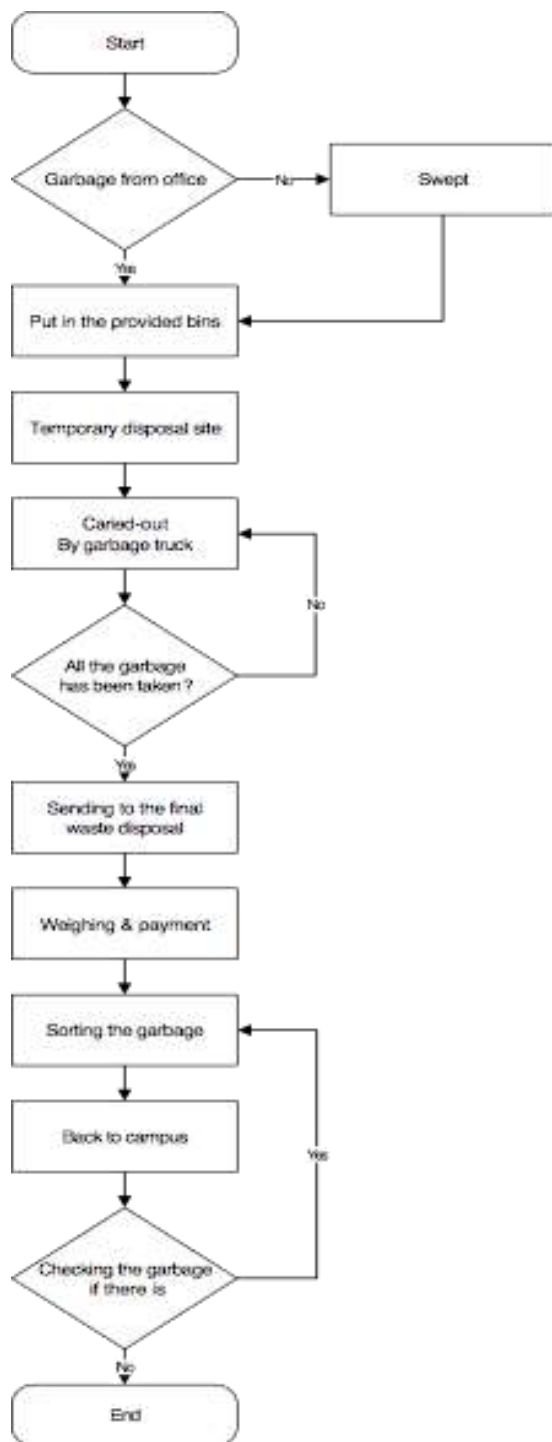 Start
Garbage from office
No
Swept
Yes
Put in the provided bins
Temporary disposal site
Caried-out
By garbage truck
No
All the garbage
has been taken?
Yes
Sending to the final
waste disposal
Weighing & payment
Sorting the garbage
Back to campus
Yes
Checking the garbage
if there is
No
End